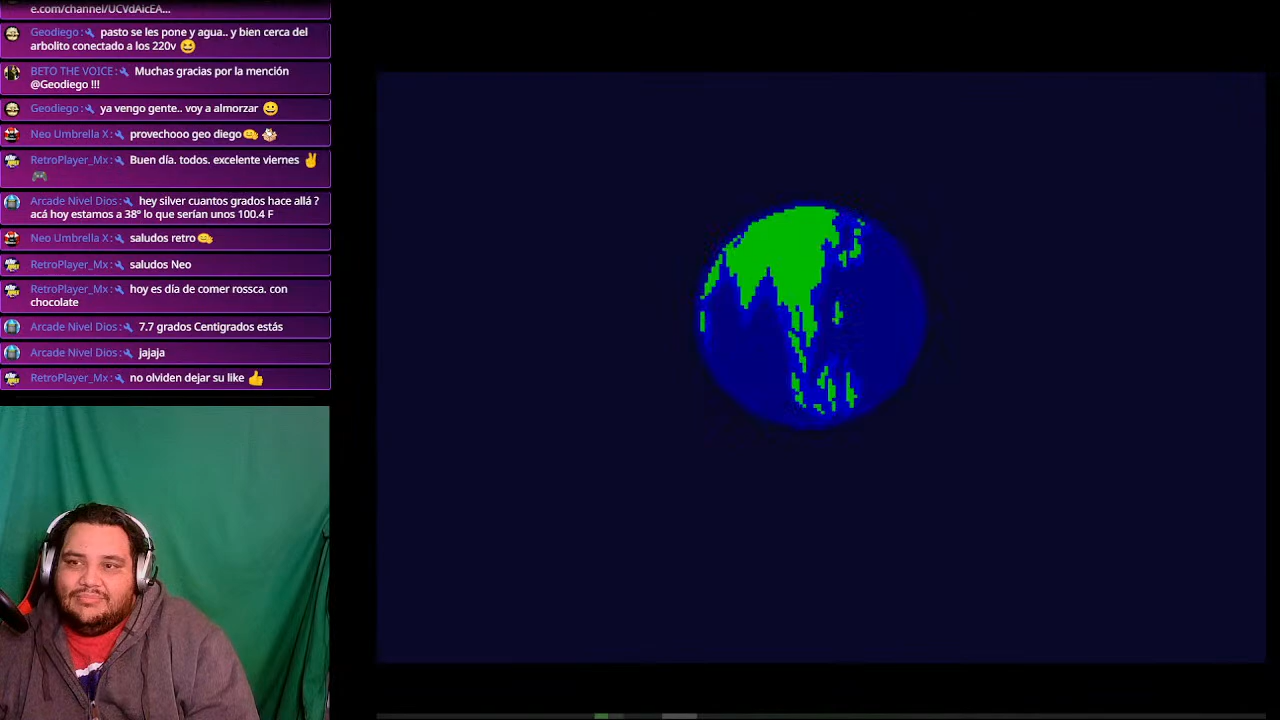 e.com/channel/UCVdAicEA...
Geodiego: pasto se les pone y agua.. y bien cerca del
arbolito conectado a los 220v 😆
BETO THE VOICE: Muchas gracias por la mención
@Geodiego !!!
Geodiego: ya vengo gente.. voy a almorzar 😀
Neo Umbrella X: provechooo geo diego
RetroPlayer_Mx: Buen día. todos. excelente viernes ✌️
🎮
Arcade Nivel Dios: hey silver cuantos grados hace allá ?
acá hoy estamos a 38º lo que serían unos 100.4 F
Neo Umbrella X: saludos retro
RetroPlayer_Mx: saludos Neo
RetroPlayer_Mx: hoy es día de comer rossca. con
chocolate
Arcade Nivel Dios: 7.7 grados Centigrados estás
Arcade Nivel Dios: jajaja
RetroPlayer_Mx: no olviden dejar su like 👍